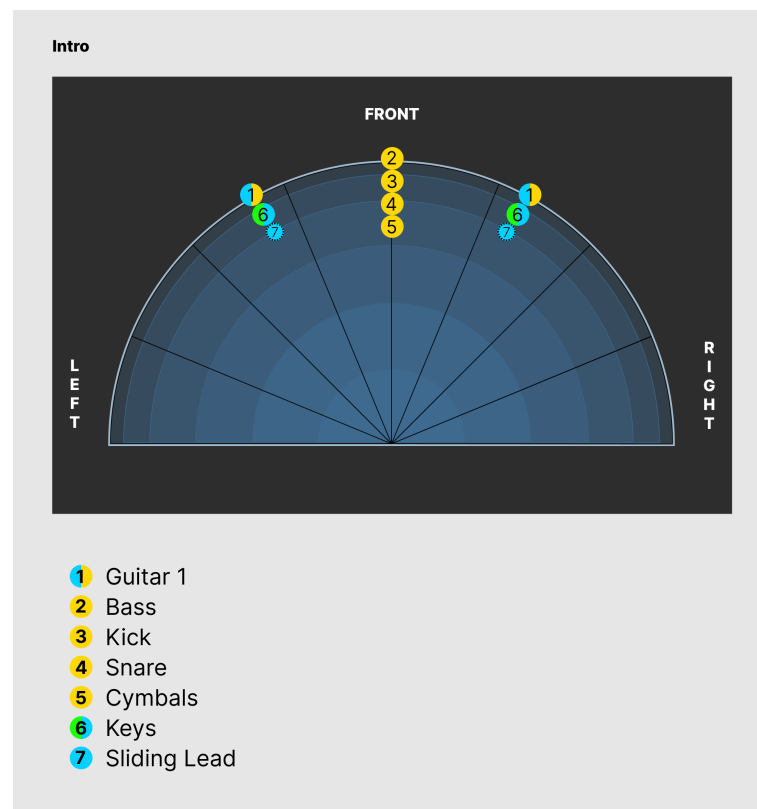 Intro
FRONT
2
1 3 1
6 4 6
7 5 7
LEFT
RIGHT
1 Guitar 1
2 Bass
3 Kick
4 Snare
5 Cymbals
6 Keys
7 Sliding Lead